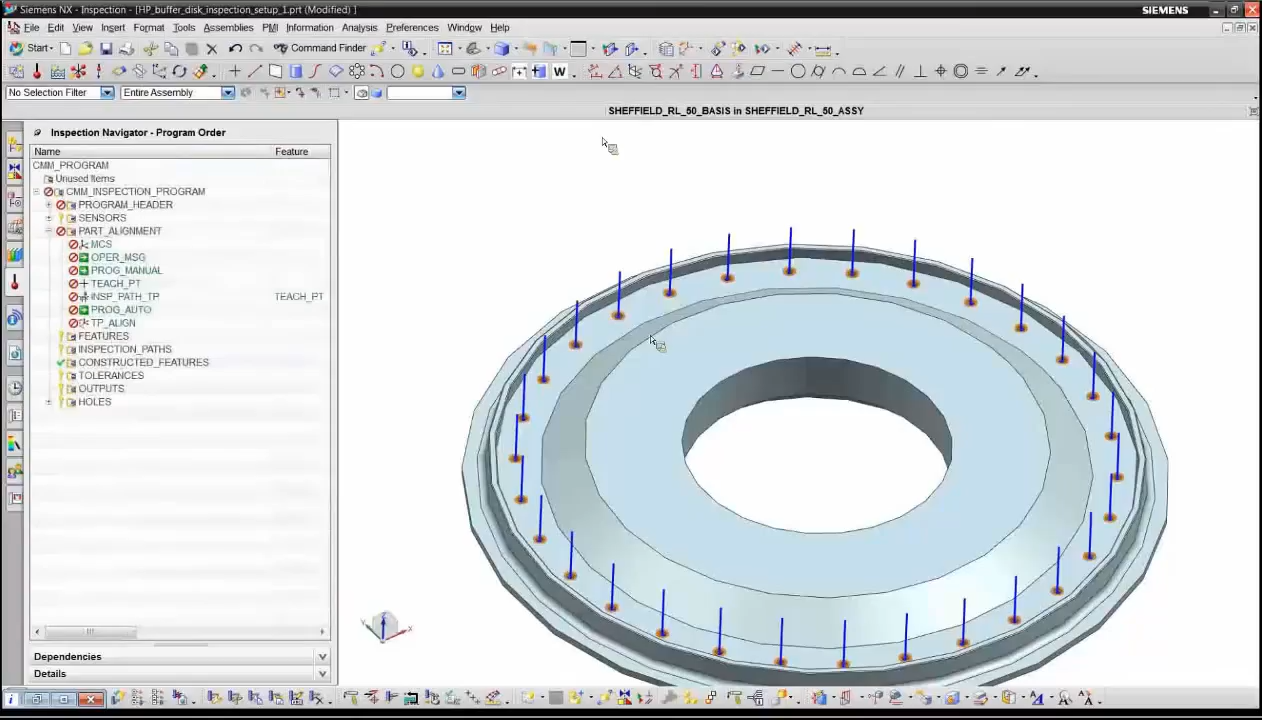 Siemens NX - Inspection - [HP_buffer_disk_inspection_setup_1.prt (Modified) ]
SIEMENS
File Edit View Insert Format Tools Assemblies PMI Information Analysis Preferences Window Help
Start Command Finder
W
No Selection Filter Entire Assembly
SHEFFIELD_RL_50_BASIS in SHEFFIELD_RL_50_ASSY
Inspection Navigator - Program Order
Name Feature
CMM_PROGRAM
Unused Items
CMM_INSPECTION_PROGRAM
PROGRAM_HEADER
SENSORS
PART_ALIGNMENT
MCS
OPER_MSG
PROG_MANUAL
TEACH_PT
INSP_PATH_TP TEACH_PT
PROG_AUTO
TP_ALIGN
FEATURES
INSPECTION_PATHS
CONSTRUCTED_FEATURES
TOLERANCES
OUTPUTS
HOLES
Dependencies
Details